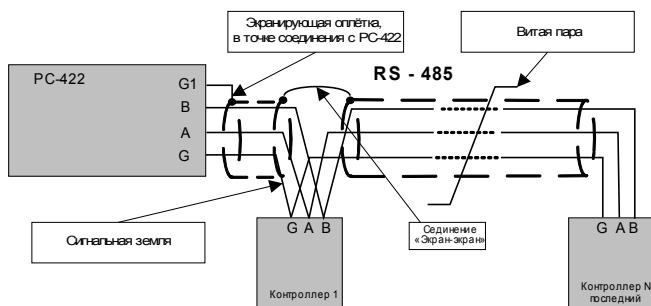 Экранирующая оплётка,
в точке соединения с PC-422
Витая пара
PC-422
RS - 485
G1
B
A
G
Сигнальная земля
Сединение
«Экран-экран»
G A B
Контроллер 1
G A B
Контроллер N
последний